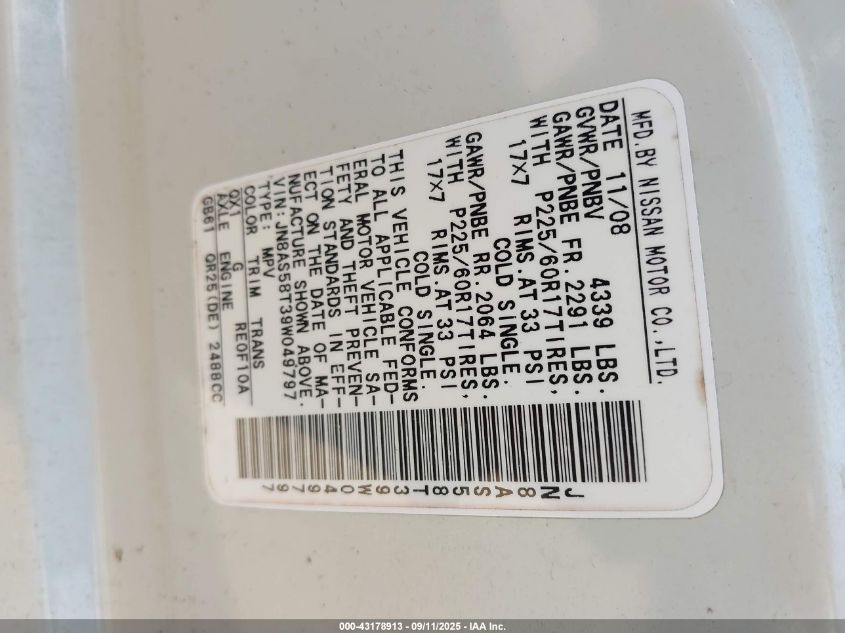 MFD.BY NISSAN MOTOR CO.,LTD.
DATE 11/08
GVWR/PNBV 4339 LBS.
GAWR/PNBE FR. 2291 LBS.
WITH P225/60R17TIRES,
17X7 RIMS.AT 33 PSI
COLD SINGLE.
GAWR/PNBE RR. 2064 LBS.
WITH P225/60R17TIRES,
17X7 RIMS.AT 33 PSI
COLD SINGLE.
THIS VEHICLE CONFORMS
TO ALL APPLICABLE FED-
ERAL MOTOR VEHICLE SA-
FETY AND THEFT PREVEN-
TION STANDARDS IN EFF-
ECT ON THE DATE OF MA-
NUFACTURE SHOWN ABOVE.
VIN:JN8AS58T39W049797
TYPE: MPV
COLOR TRIM TRANS
QX1 G RE0F10A
AXLE ENGINE
GB61 QR25(DE) 2488CC
JN8AS58T39W049797
000-43178913 - 09/11/2025 - IAA Inc.